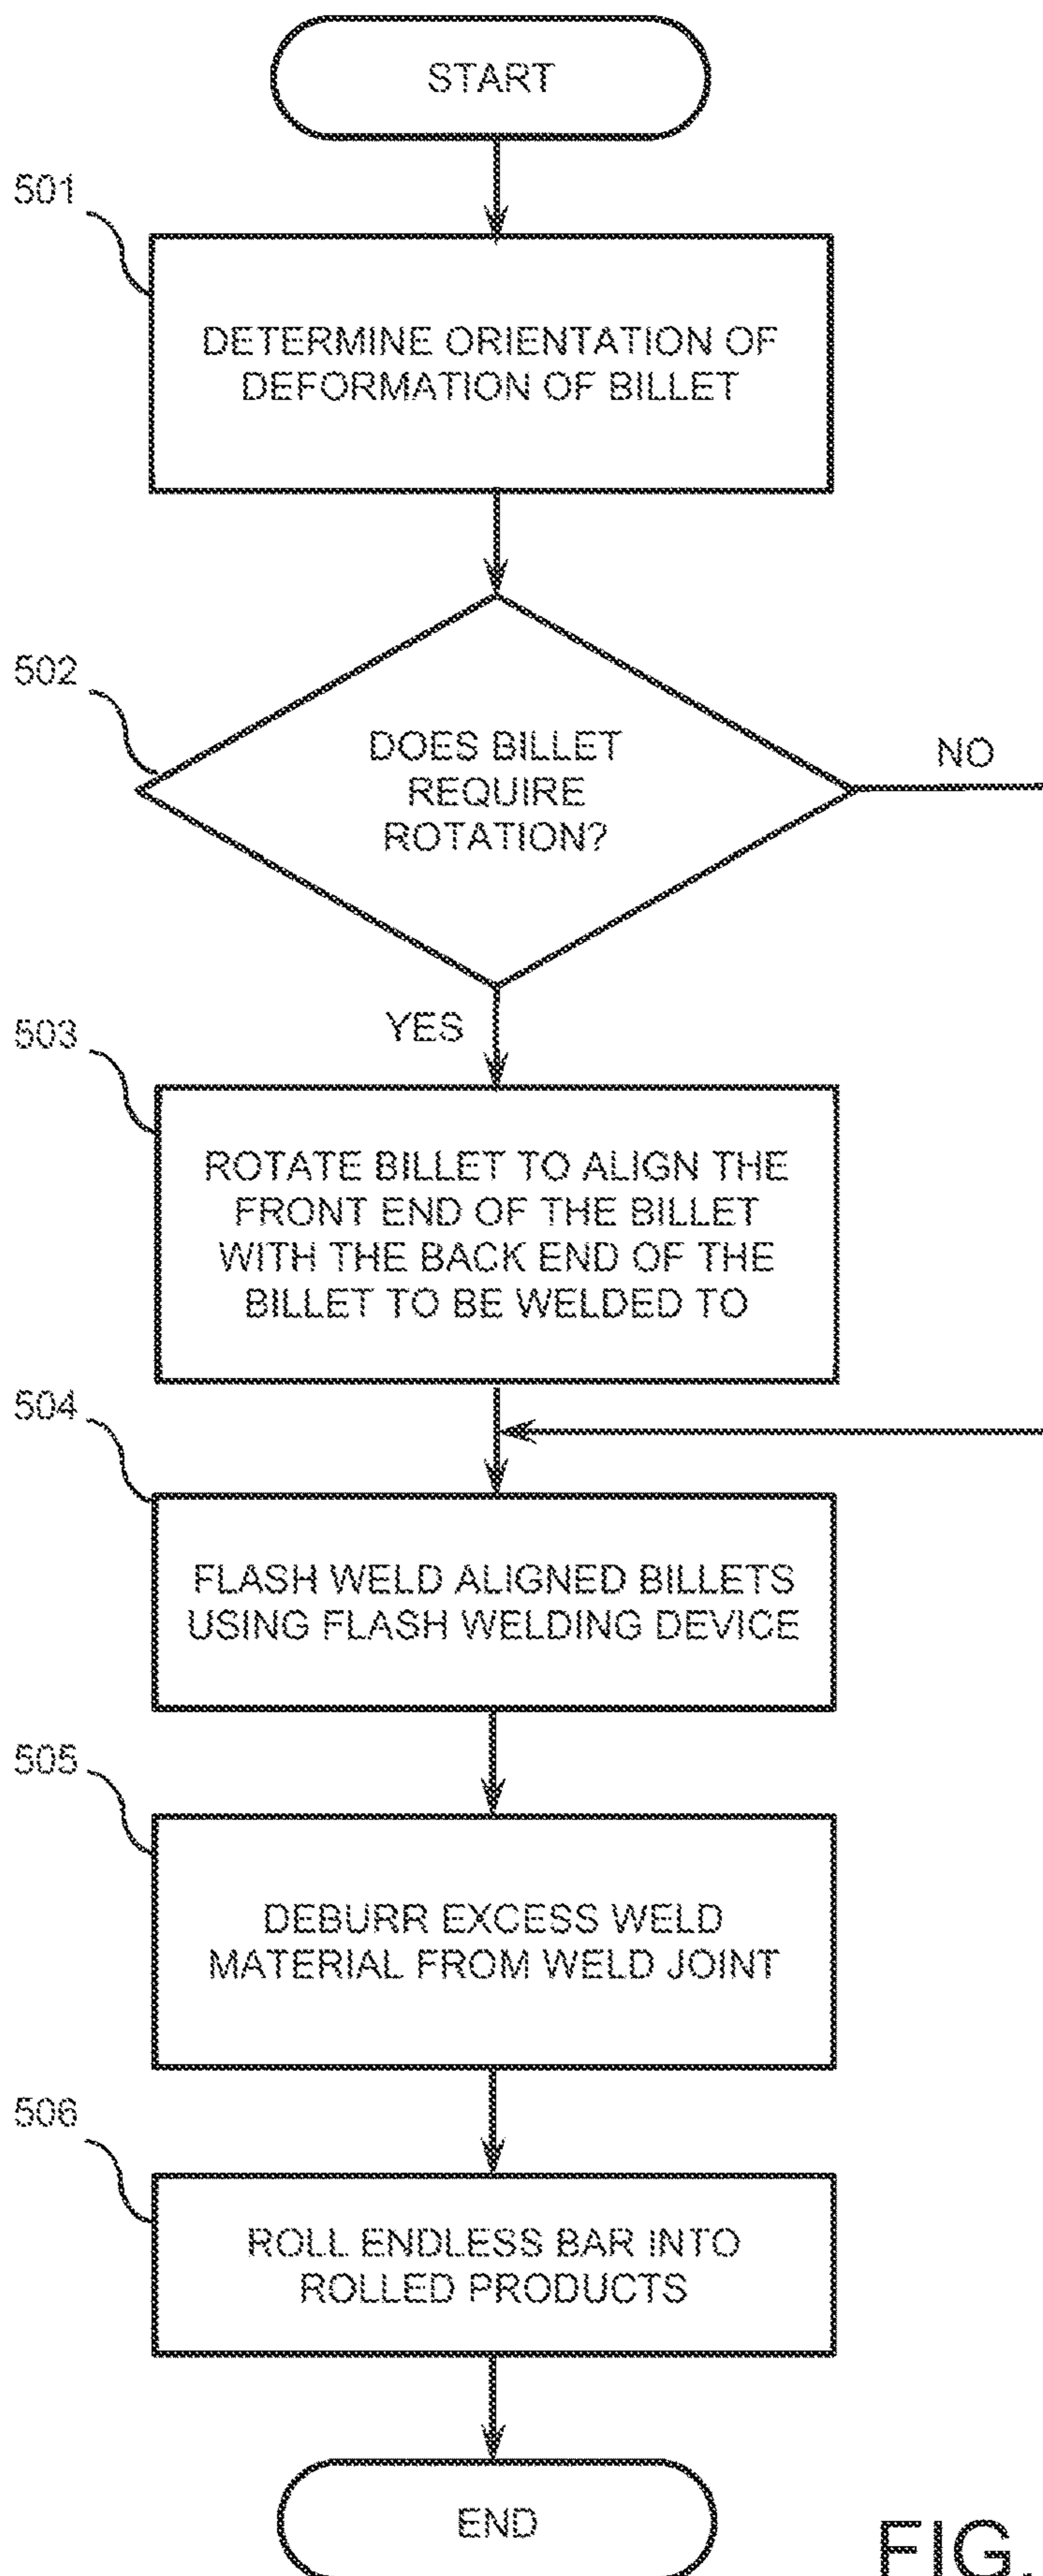 START
501
DETERMINE ORIENTATION OF
DEFORMATION OF BILLET
502
DOES BILLET
REQUIRE
ROTATION?
NO
YES
503
ROTATE BILLET TO ALIGN THE
FRONT END OF THE BILLET
WITH THE BACK END OF THE
BILLET TO BE WELDED TO
504
FLASH WELD ALIGNED BILLETS
USING FLASH WELDING DEVICE
505
DEBURR EXCESS WELD
MATERIAL FROM WELD JOINT
506
ROLL ENDLESS BAR INTO
ROLLED PRODUCTS
END
FIG.